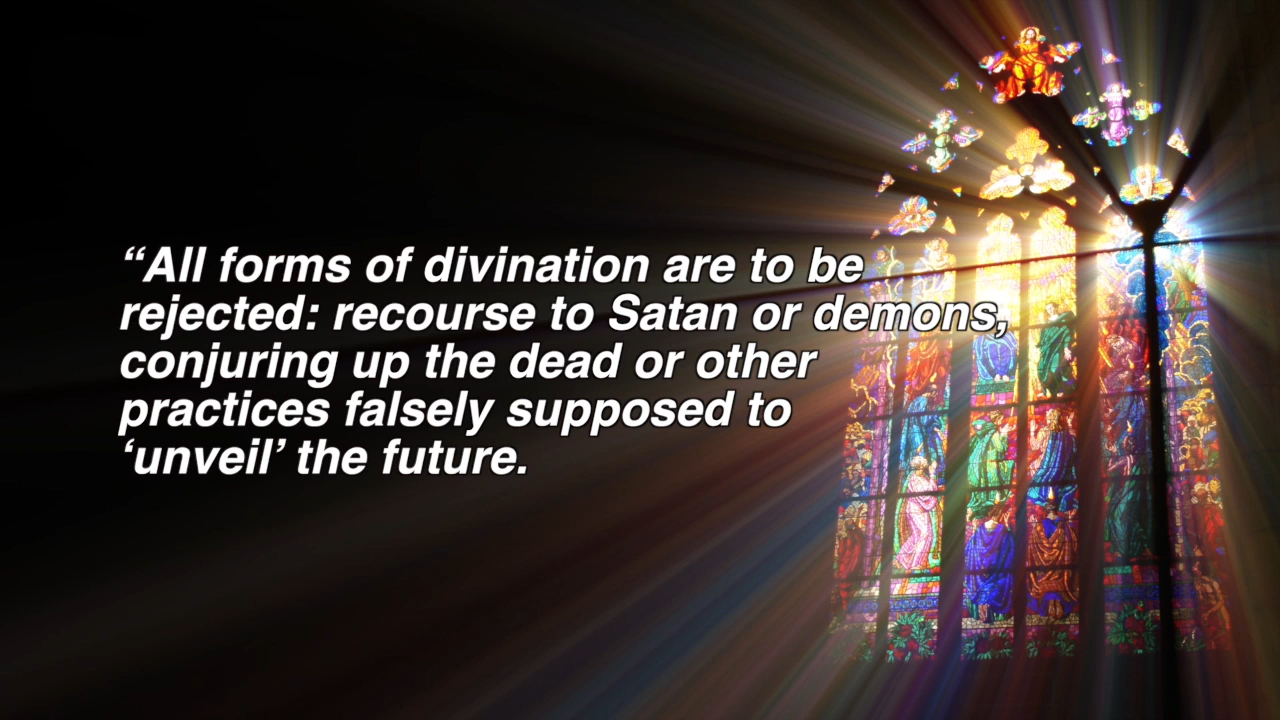 “All forms of divination are to be
rejected: recourse to Satan or demons,
conjuring up the dead or other
practices falsely supposed to
‘unveil’ the future.